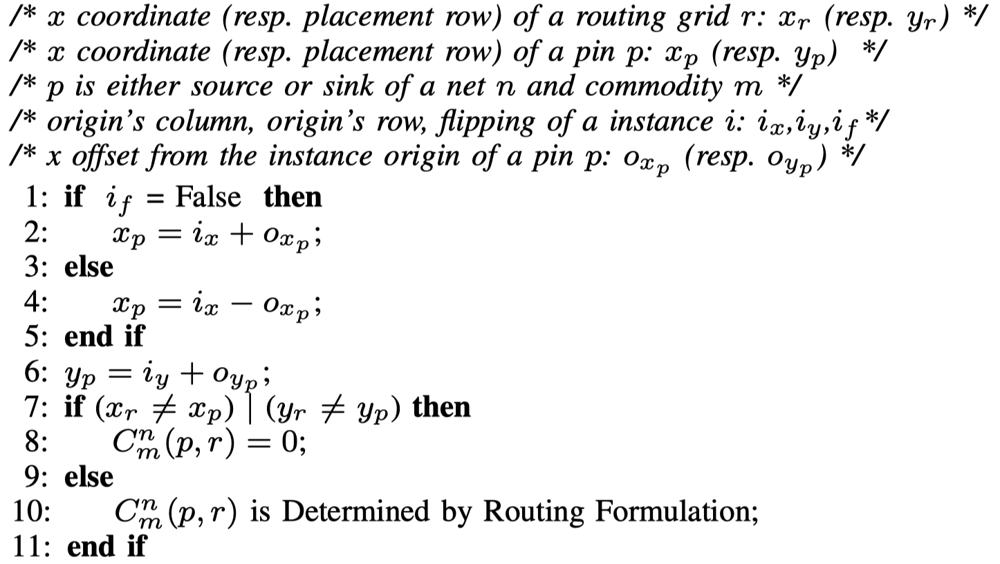 /* x coordinate (resp. placement row) of a routing grid r: x_r (resp. y_r) */
/* x coordinate (resp. placement row) of a pin p: x_p (resp. y_p) */
/* p is either source or sink of a net n and commodity m */
/* origin's column, origin's row, flipping of a instance i: i_x,i_y,i_f */
/* x offset from the instance origin of a pin p: o_{x_p} (resp. o_{y_p}) */
1: if i_f = False then
2: x_p = i_x + o_{x_p};
3: else
4: x_p = i_x − o_{x_p};
5: end if
6: y_p = i_y + o_{y_p};
7: if (x_r ≠ x_p) | (y_r ≠ y_p) then
8: C^n_m(p, r) = 0;
9: else
10: C^n_m(p, r) is Determined by Routing Formulation;
11: end if